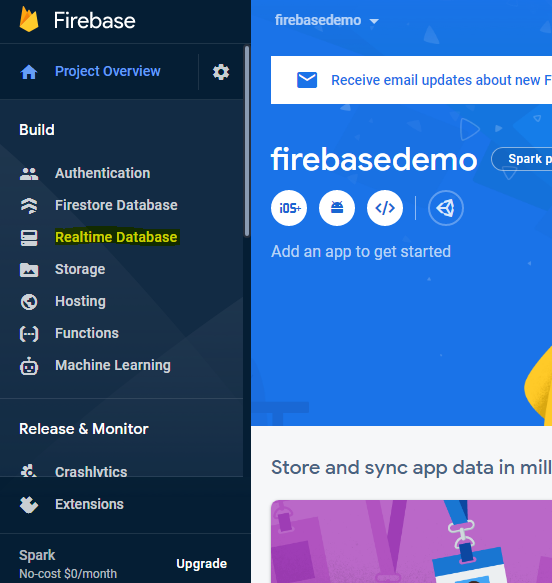 Firebase
Project Overview
Build
Authentication
Firestore Database
Realtime Database
Storage
Hosting
Functions
Machine Learning
Release & Monitor
Crashlytics
Extensions
Spark
No-cost $0/month
Upgrade
firebasedemo
Receive email updates about new F
firebasedemo
Spark p
iOS+
Add an app to get started
Store and sync app data in mill